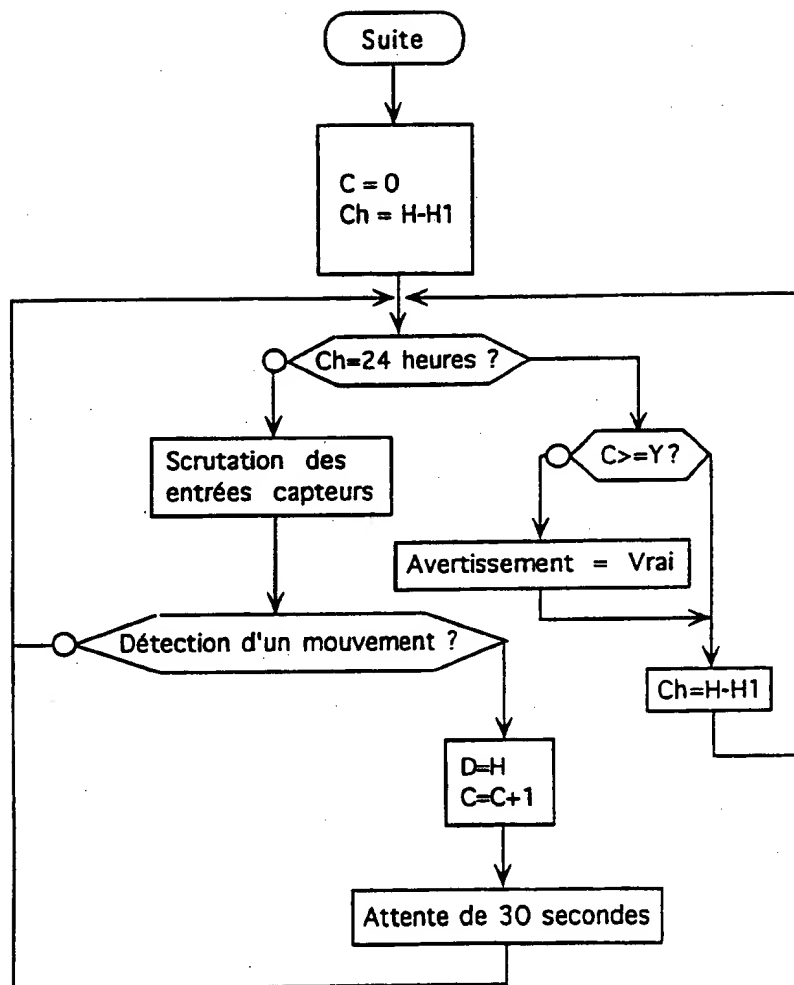 Suite
C = 0
Ch = H-H1
Ch=24 heures ?
Scrutation des
entrées capteurs
C>=Y?
Avertissement = Vrai
Détection d'un mouvement ?
Ch=H-H1
D=H
C=C+1
Attente de 30 secondes